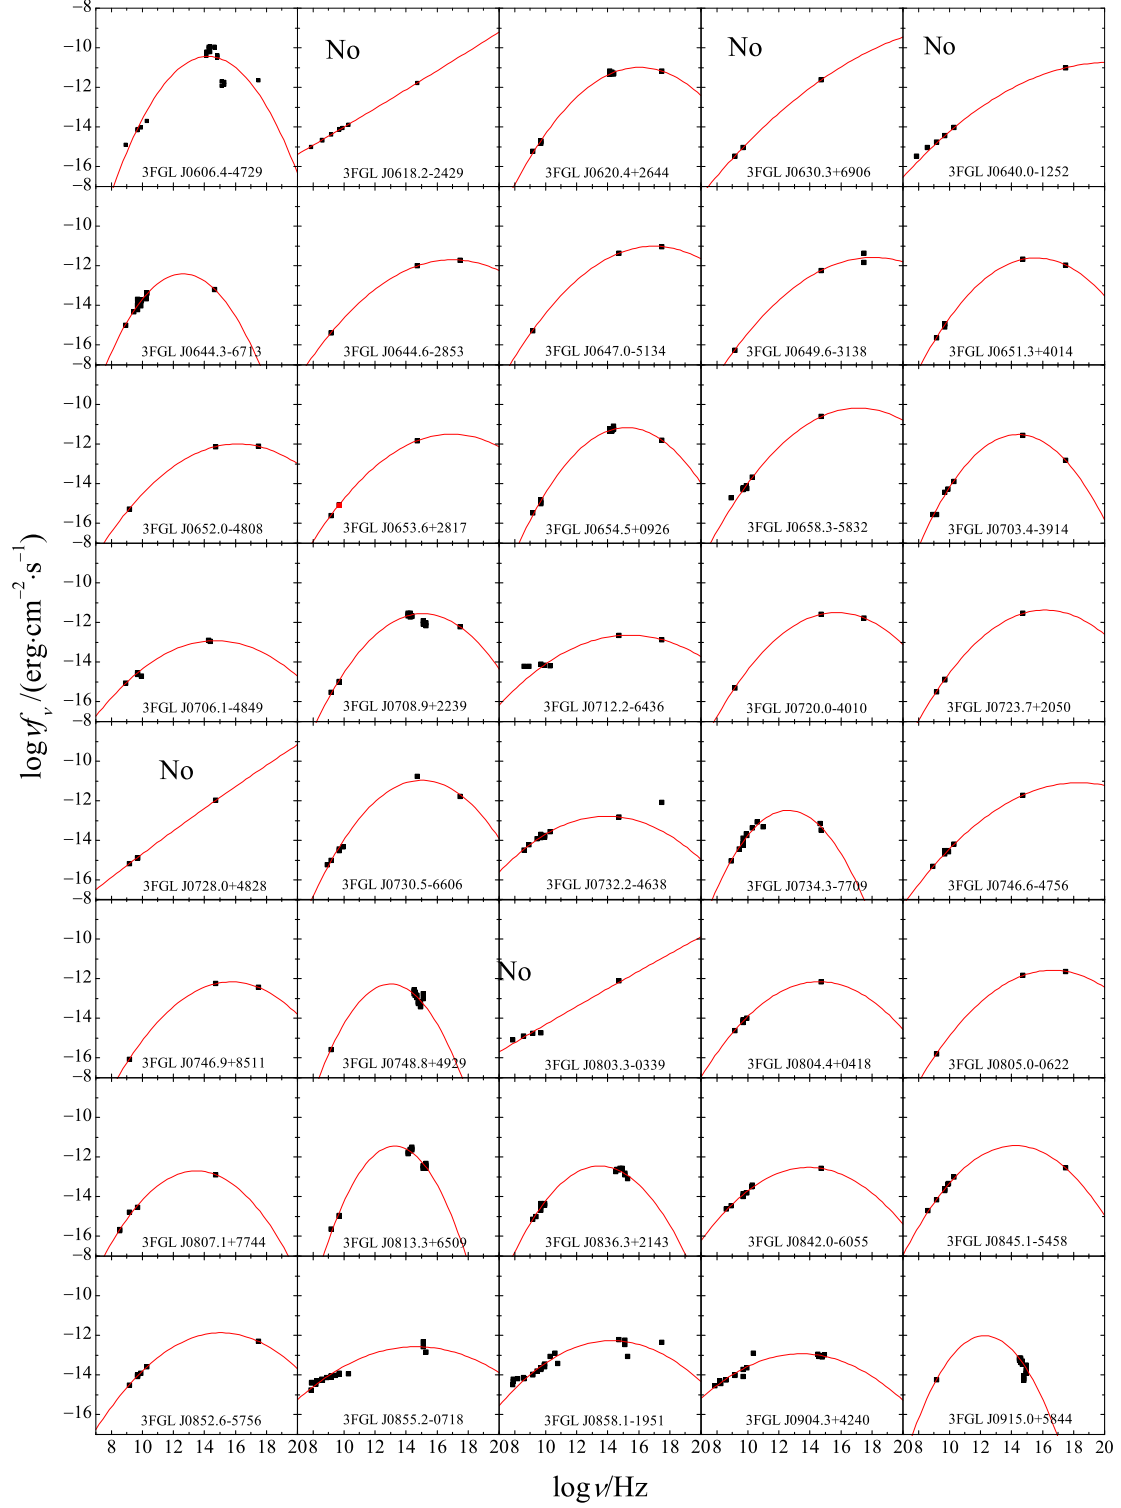 −8
−10
−12
−14
−16
−8
No
No
No
3FGL J0606.4-4729
3FGL J0618.2-2429
3FGL J0620.4+2644
3FGL J0630.3+6906
3FGL J0640.0-1252
−10
−12
−14
−16
−8
3FGL J0644.3-6713
3FGL J0644.6-2853
3FGL J0647.0-5134
3FGL J0649.6-3138
3FGL J0651.3+4014
−10
−12
−14
−16
−8
3FGL J0652.0-4808
3FGL J0653.6+2817
3FGL J0654.5+0926
3FGL J0658.3-5832
3FGL J0703.4-3914
−10
−12
−14
−16
−8
3FGL J0706.1-4849
3FGL J0708.9+2239
3FGL J0712.2-6436
3FGL J0720.0-4010
3FGL J0723.7+2050
logνfν/(erg·cm−2·s−1)
−10
−12
−14
−16
−8
No
3FGL J0728.0+4828
3FGL J0730.5-6606
3FGL J0732.2-4638
3FGL J0734.3-7709
3FGL J0746.6-4756
−10
−12
−14
−16
−8
No
3FGL J0746.9+8511
3FGL J0748.8+4929
3FGL J0803.3-0339
3FGL J0804.4+0418
3FGL J0805.0-0622
−10
−12
−14
−16
−8
3FGL J0807.1+7744
3FGL J0813.3+6509
3FGL J0836.3+2143
3FGL J0842.0-6055
3FGL J0845.1-5458
−10
−12
−14
−16
3FGL J0852.6-5756
3FGL J0855.2-0718
3FGL J0858.1-1951
3FGL J0904.3+4240
3FGL J0915.0+5844
8 10 12 14 16 18 208 10 12 14 16 18 208 10 12 14 16 18 208 10 12 14 16 18 208 10 12 14 16 18 20
logν/Hz